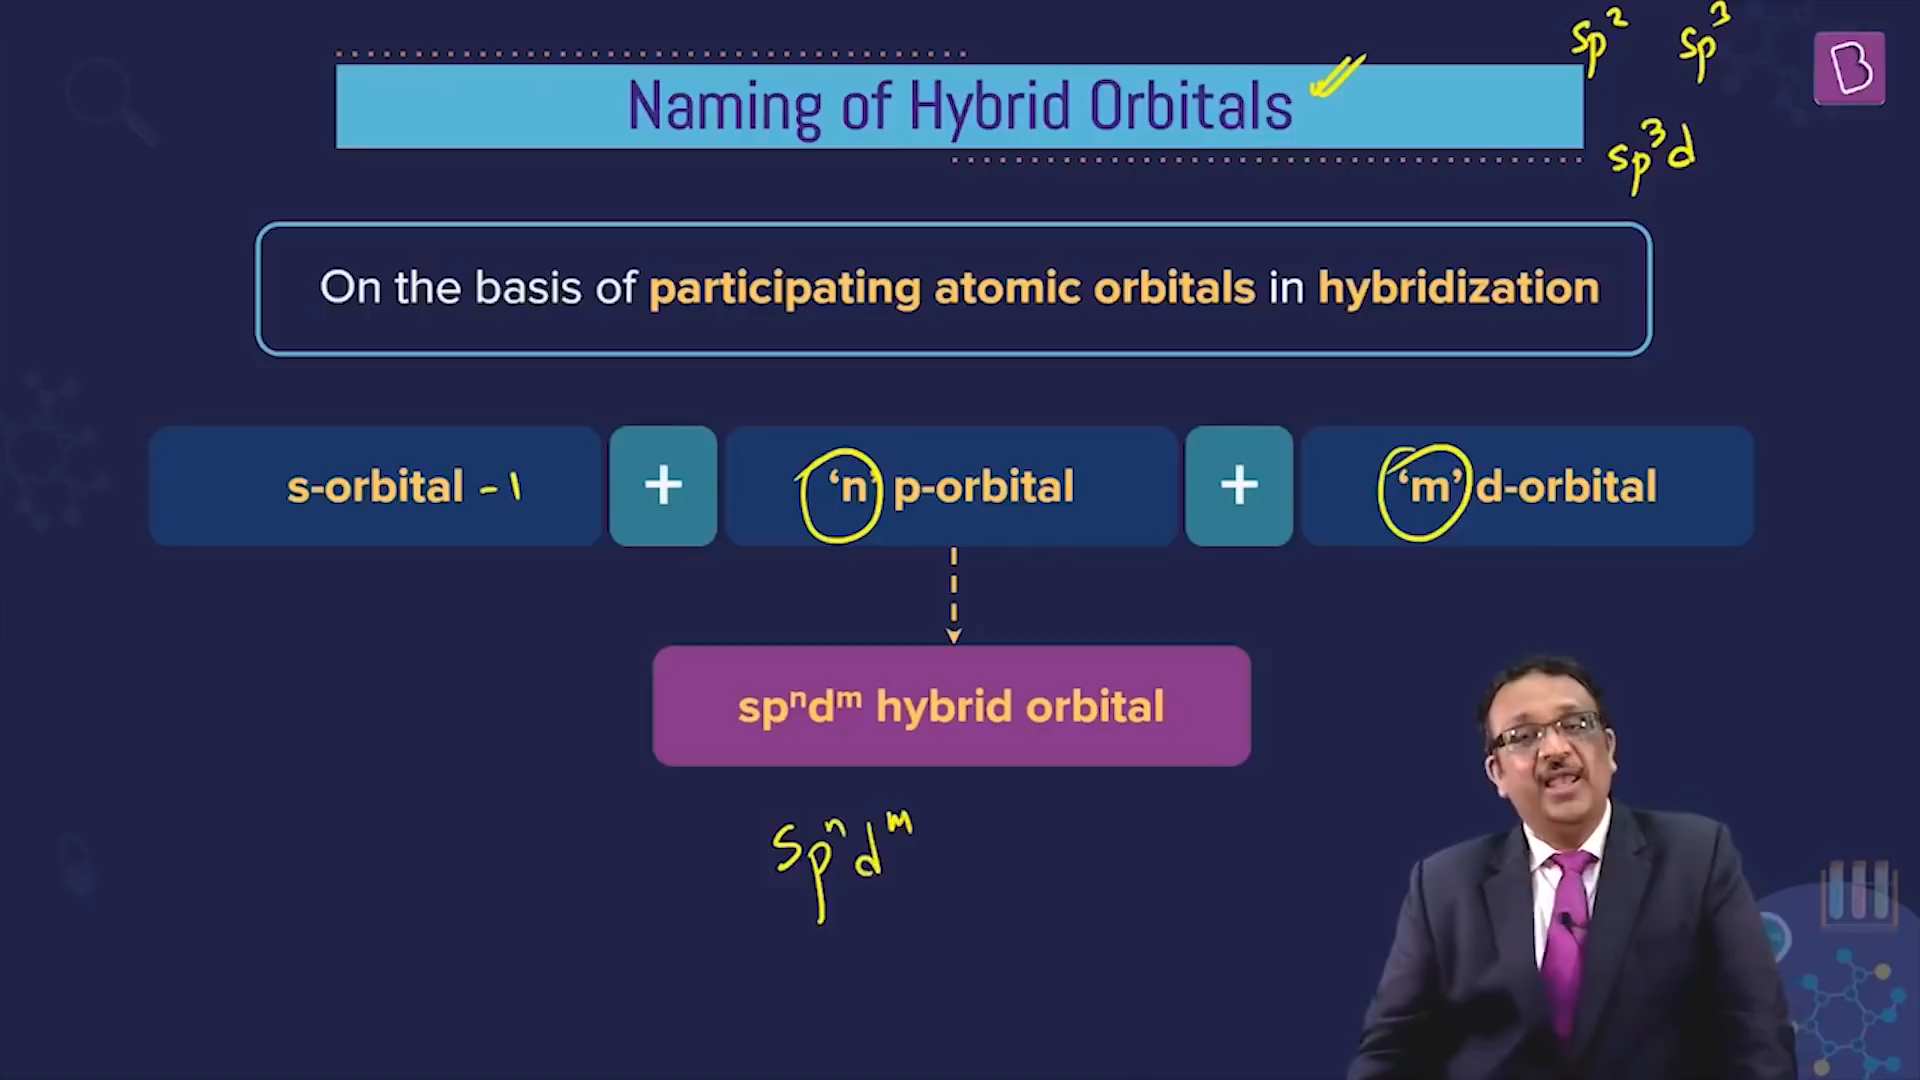 sp² sp³
B
Naming of Hybrid Orbitals
sp³d
On the basis of participating atomic orbitals in hybridization
s-orbital - 1 + 'n' p-orbital + 'm' d-orbital
spⁿdᵐ hybrid orbital
spⁿdᵐ